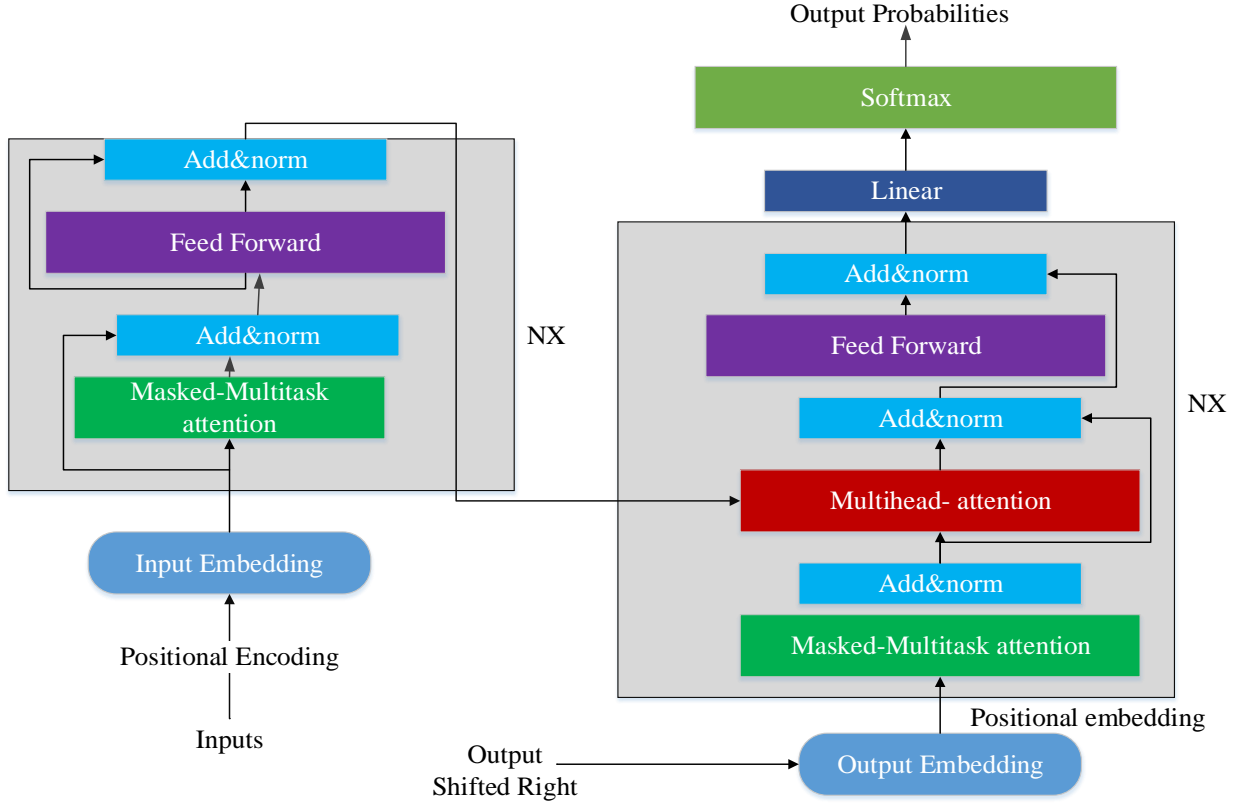 Output Probabilities
Softmax
Linear
Add&norm
Feed Forward
Add&norm
Masked-Multitask
attention
NX
Input Embedding
Positional Encoding
Inputs
Add&norm
Feed Forward
Add&norm
Multihead- attention
Add&norm
Masked-Multitask attention
NX
Positional embedding
Output
Shifted Right
Output Embedding